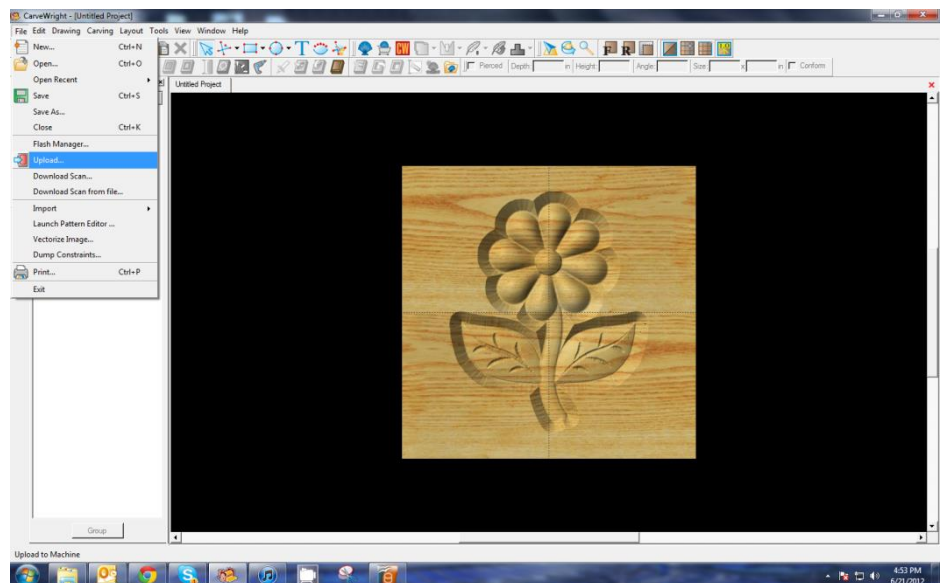 CarveWright - [Untitled Project]
File Edit Drawing Carving Layout Tools View Window Help
New... Ctrl+N
Open... Ctrl+O
Open Recent
Save Ctrl+S
Save As...
Close Ctrl+K
Flash Manager...
Upload...
Download Scan...
Download Scan from file...
Import
Launch Pattern Editor ...
Vectorize Image...
Dump Constraints...
Print... Ctrl+P
Exit
T CW F R
Pierced Depth: in Height: Angle: Size: x in Conform
Untitled Project
Group
Upload to Machine
4:53 PM
6/21/2012